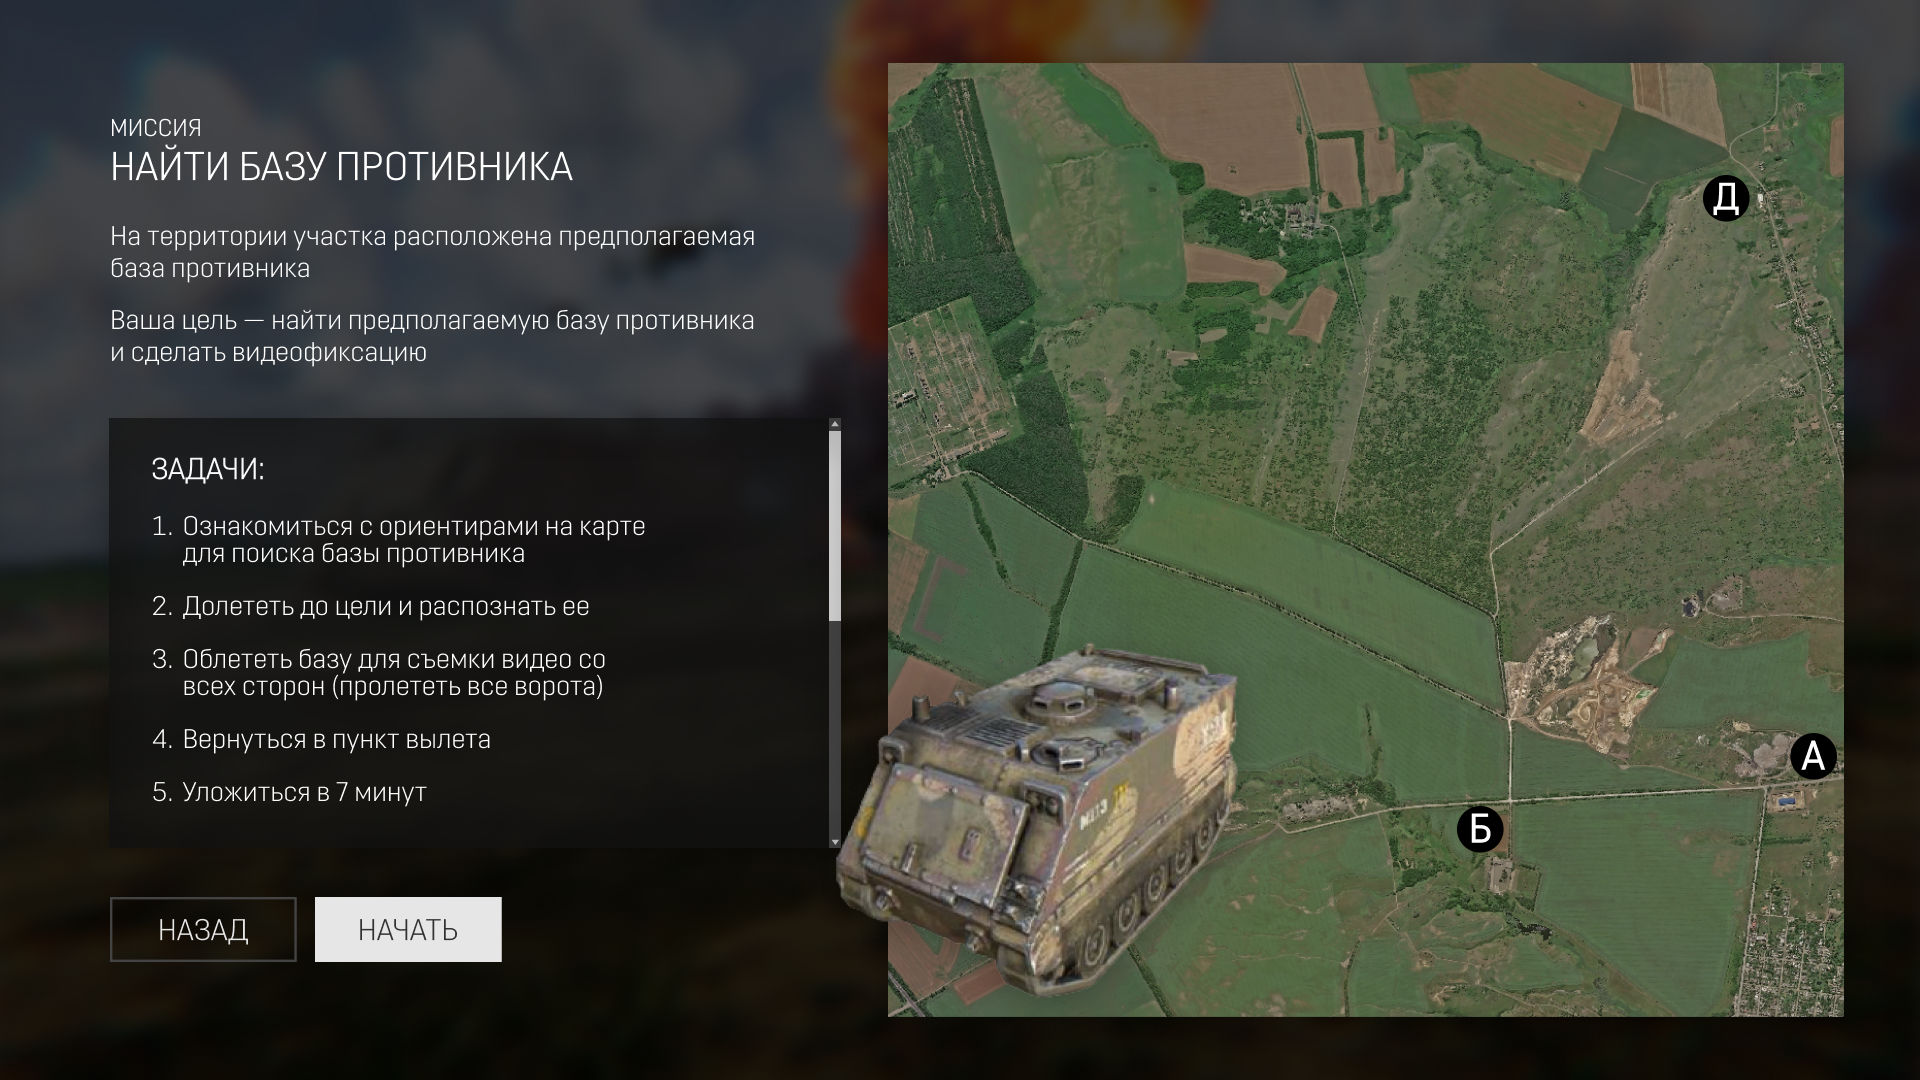 МИССИЯ
НАЙТИ БАЗУ ПРОТИВНИКА
На территории участка расположена предполагаемая
база противника
Ваша цель — найти предполагаемую базу противника
и сделать видеофиксацию
ЗАДАЧИ:
1. Ознакомиться с ориентирами на карте
для поиска базы противника
2. Долететь до цели и распознать ее
3. Облететь базу для съемки видео со
всех сторон (пролететь все ворота)
4. Вернуться в пункт вылета
5. Уложиться в 7 минут
НАЗАД
НАЧАТЬ
Д
А
Б
M113